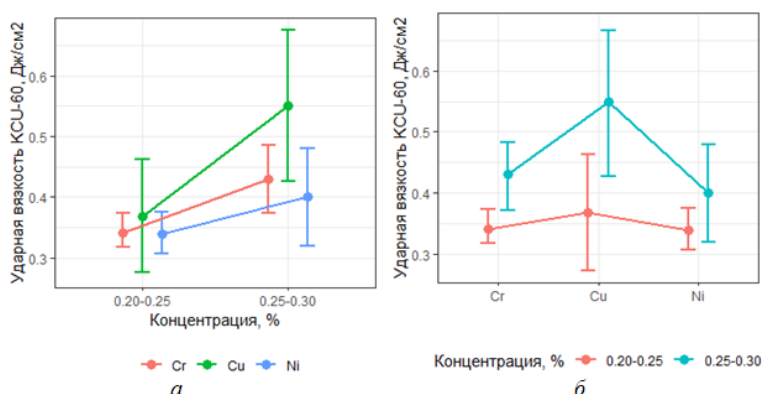 Ударная вязкость KCU-60, Дж/см2
0.6
0.5
0.4
0.3
0.20-0.25 0.25-0.30
Концентрация, %
Cr Cu Ni
а
Ударная вязкость KCU-60, Дж/см2
0.6
0.5
0.4
0.3
Cr Cu Ni
Концентрация, % 0.20-0.25 0.25-0.30
б